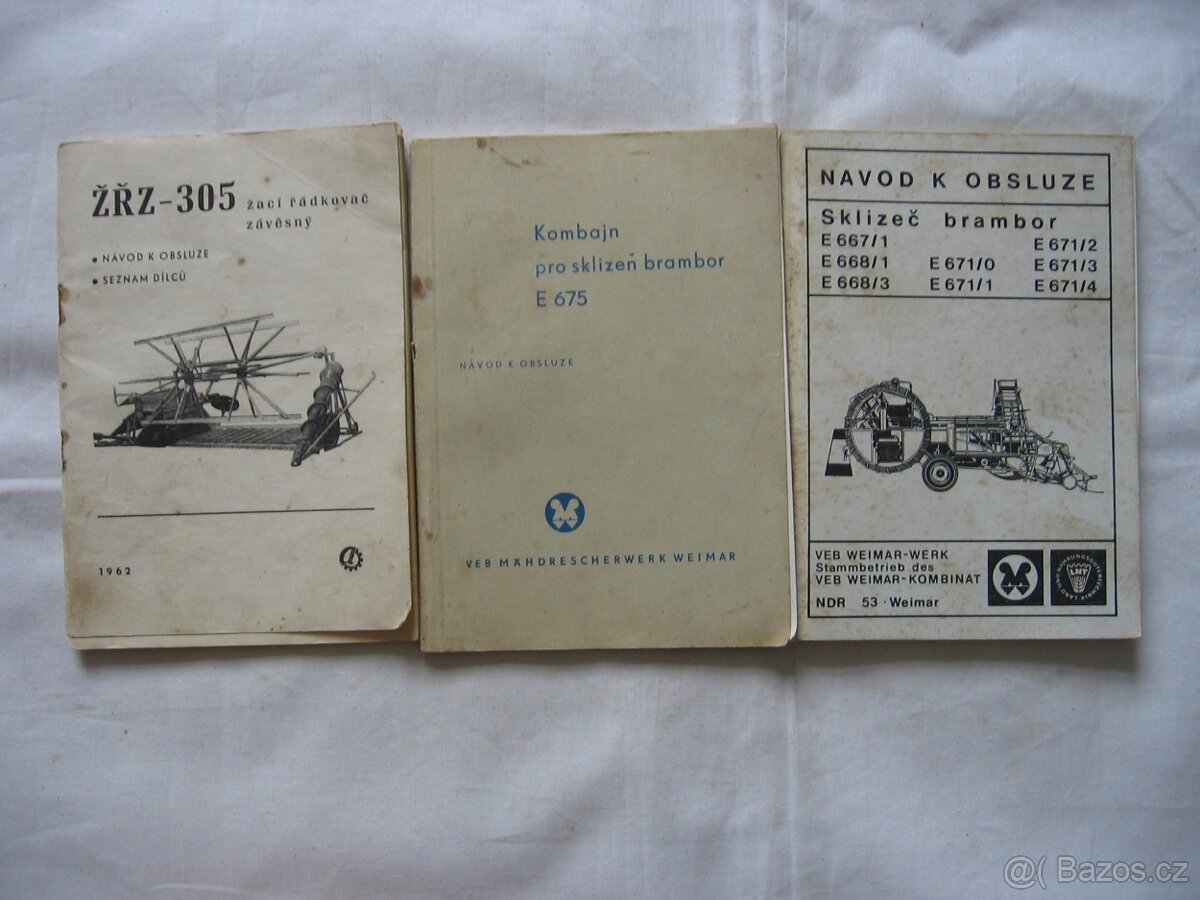 ŽŘZ-305 žací řádkovač
závěsný
• NÁVOD K OBSLUZE
• SEZNAM DÍLCŮ
1962
Kombajn
pro sklizeň brambor
E 675
NÁVOD K OBSLUZE
VEB MÄHDRESCHERWERK WEIMAR
NAVOD K OBSLUZE
Sklizeč brambor
E 667/1 E 671/2
E 668/1 E 671/0 E 671/3
E 668/3 E 671/1 E 671/4
VEB WEIMAR-WERK
Stammbetrieb des
VEB WEIMAR-KOMBINAT
NDR 53 · Weimar
LNT
@( Bazos.cz